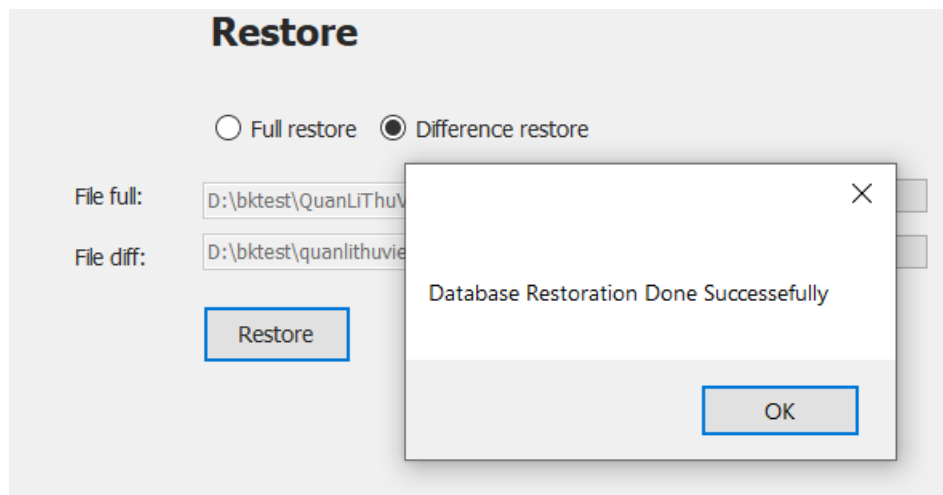 Restore
Full restore Difference restore
File full: D:\bktest\QuanLiThuV
File diff: D:\bktest\quanlithuvie
Database Restoration Done Successefully
Restore
OK